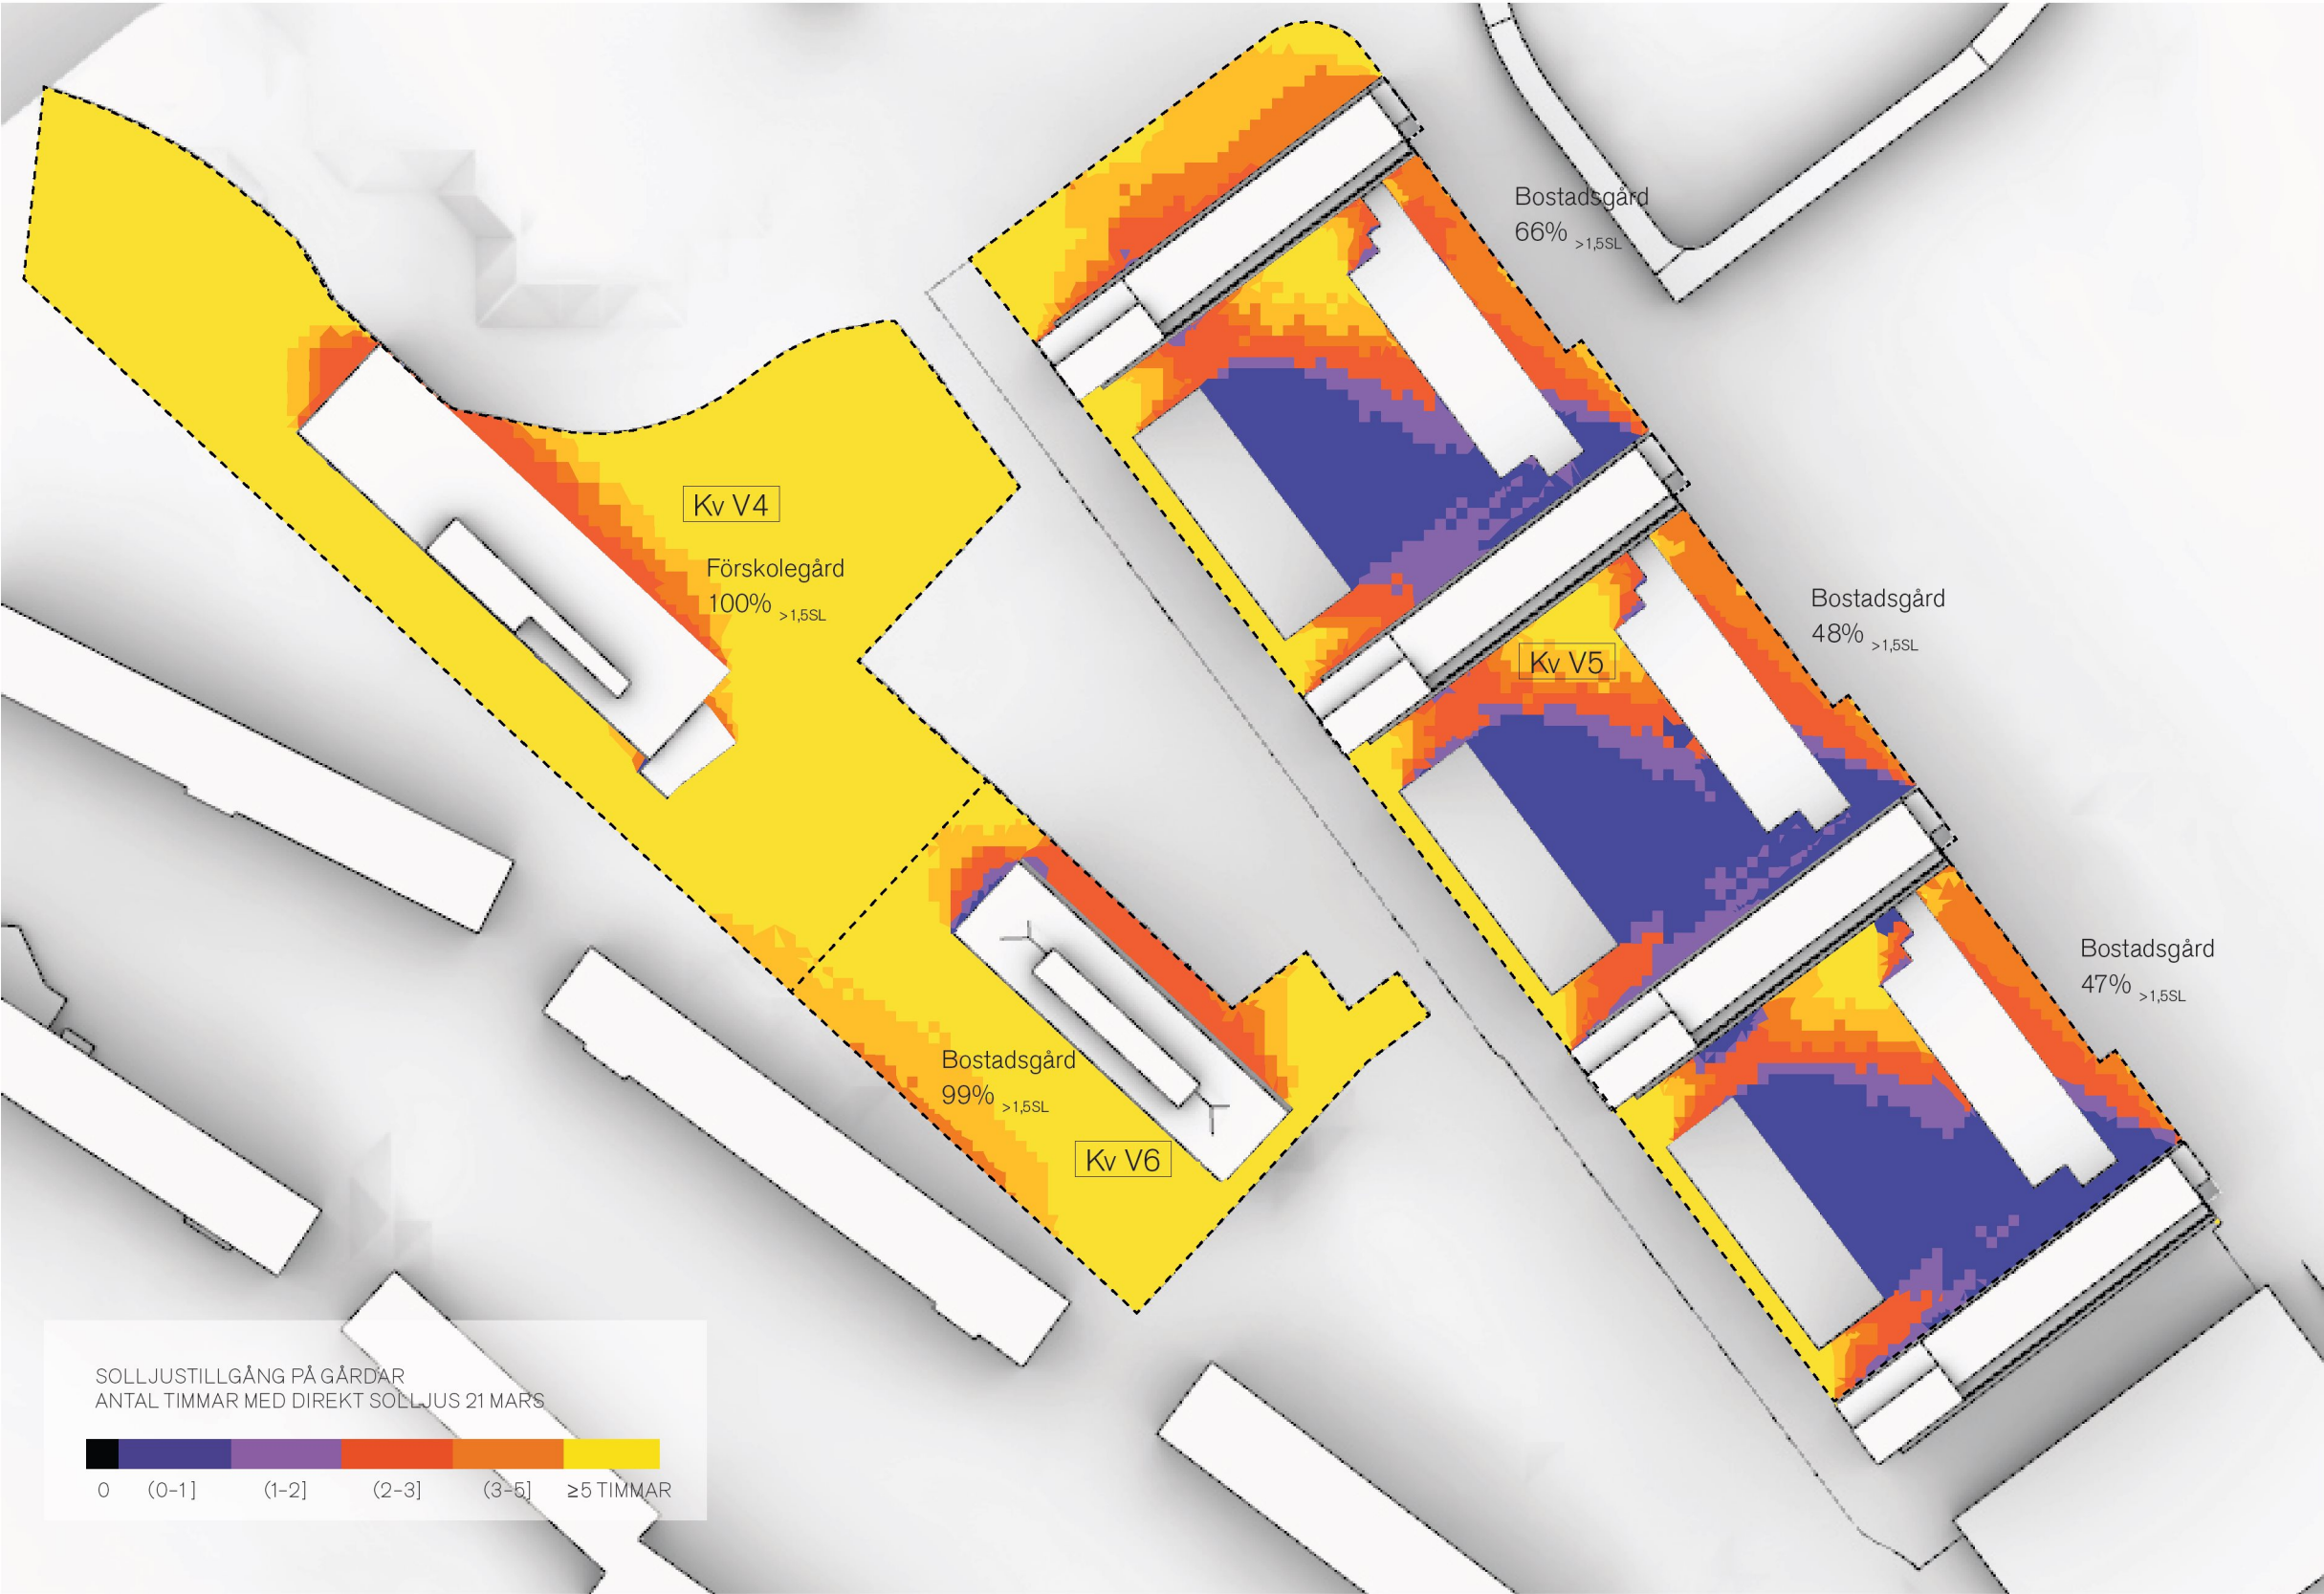 Bostadsgård
66% >1,5SL
Kv V4
Förskolegård
100% >1,5SL
Bostadsgård
48% >1,5SL
Kv V5
Bostadsgård
47% >1,5SL
Bostadsgård
99% >1,5SL
Kv V6
SOLLJUSTILLGÅNG PÅ GÅRDAR
ANTAL TIMMAR MED DIREKT SOLLJUS 21 MARS
0 (0-1] (1-2] (2-3] (3-5] ≥5 TIMMAR